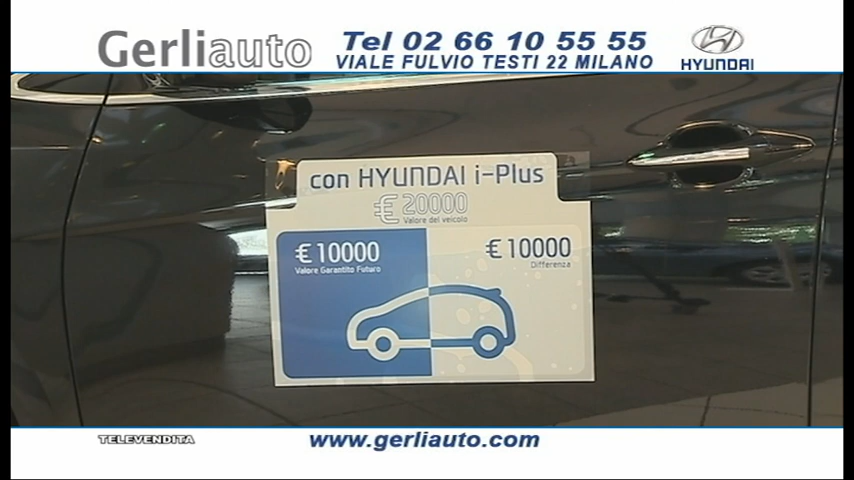 Gerliauto
Tel 02 66 10 55 55
VIALE FULVIO TESTI 22 MILANO
HYUNDAI
con HYUNDAI i-Plus
€ 20000
Valore del veicolo
€ 10000
Valore Garantito Futuro
€ 10000
Differenza
TELEVENDITA
www.gerliauto.com